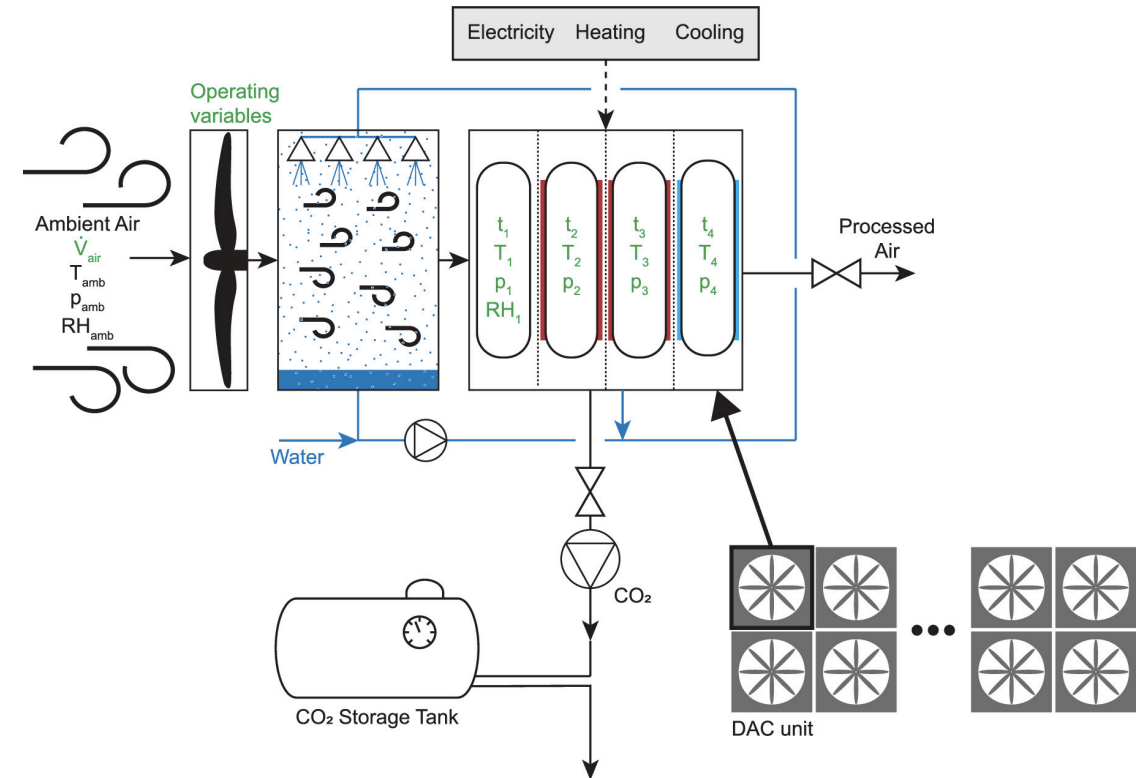 Electricity Heating Cooling
Operating
variables
Ambient Air
V̇air
Tamb
pamb
RHamb
t1
T1
p1
RH1
t2
T2
p2
t3
T3
p3
t4
T4
p4
Processed
Air
Water
CO₂
CO₂ Storage Tank
DAC unit